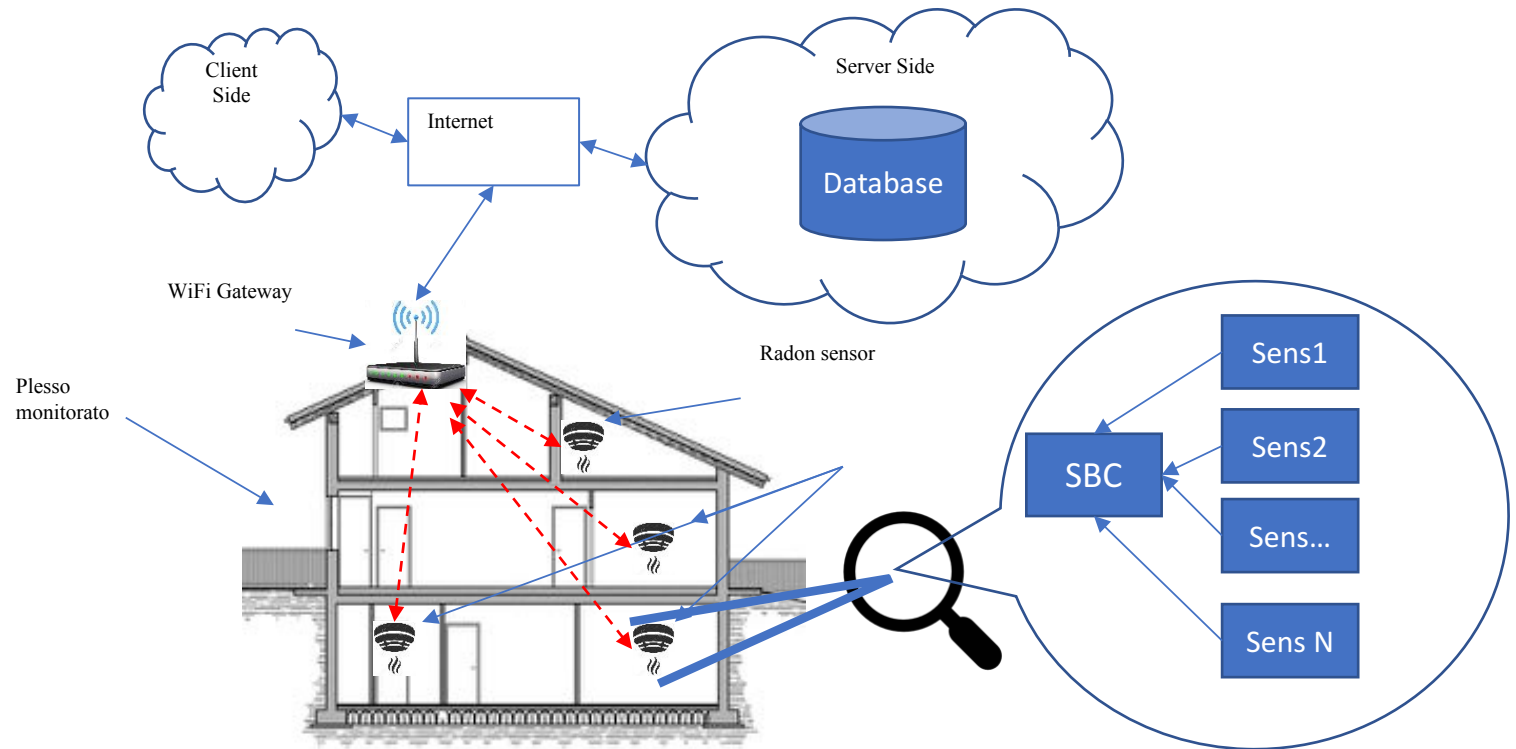 Client
Side
Internet
Server Side
Database
WiFi Gateway
Radon sensor
Plesso
monitorato
SBC
Sens1
Sens2
Sens...
Sens N